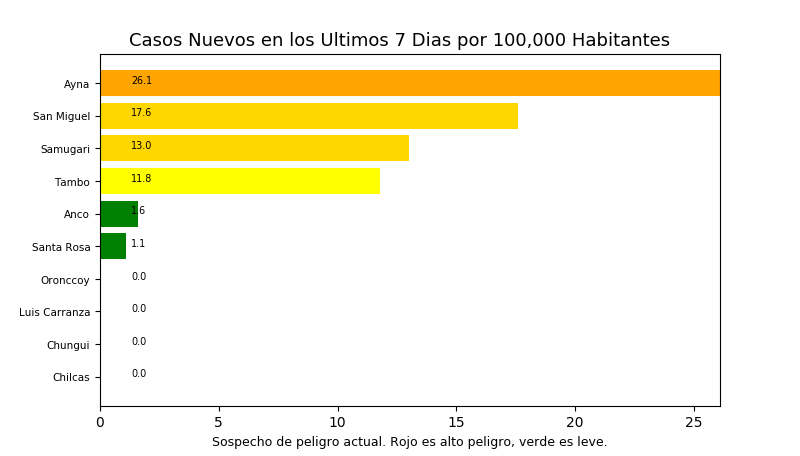 Casos Nuevos en los Ultimos 7 Dias por 100,000 Habitantes
Ayna 26.1
San Miguel 17.6
Samugari 13.0
Tambo 11.8
Anco 1.6
Santa Rosa 1.1
Oronccoy 0.0
Luis Carranza 0.0
Chungui 0.0
Chilcas 0.0
0 5 10 15 20 25
Sospecho de peligro actual. Rojo es alto peligro, verde es leve.